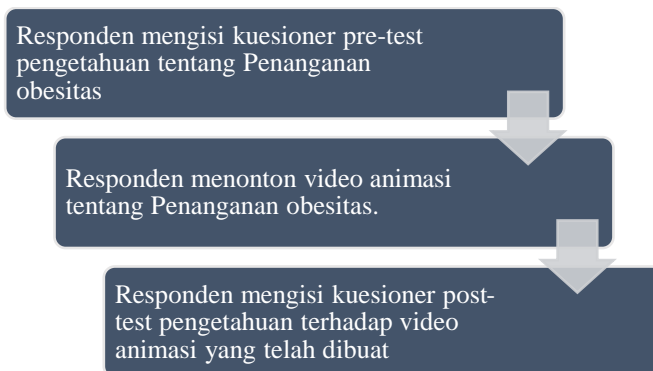 Responden mengisi kuesioner pre-test
pengetahuan tentang Penanganan
obesitas
Responden menonton video animasi
tentang Penanganan obesitas.
Responden mengisi kuesioner post-
test pengetahuan terhadap video
animasi yang telah dibuat